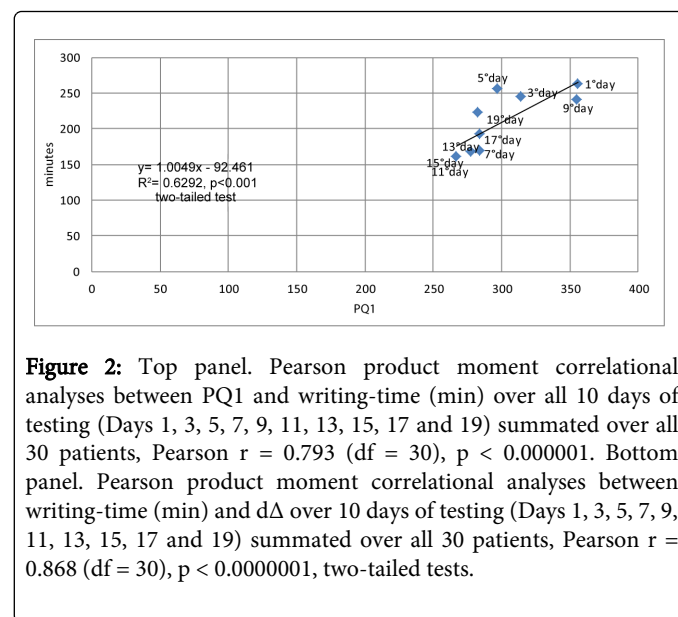 300
250
200
150
100
50
0
minutes
0 50 100 150 200 250 300 350 400
PQ1
5°day
3°day
1°day
9°day
19°day
17°day
13°day
7°day
15°day
11°day
y= 1.0049x - 92.461
R²= 0.6292, p<0.001
two-tailed test
Figure 2: Top panel. Pearson product moment correlational
analyses between PQ1 and writing-time (min) over all 10 days of
testing (Days 1, 3, 5, 7, 9, 11, 13, 15, 17 and 19) summated over all
30 patients, Pearson r = 0.793 (df = 30), p < 0.000001. Bottom
panel. Pearson product moment correlational analyses between
writing-time (min) and dΔ over 10 days of testing (Days 1, 3, 5, 7, 9,
11, 13, 15, 17 and 19) summated over all 30 patients, Pearson r =
0.868 (df = 30), p < 0.0000001, two-tailed tests.